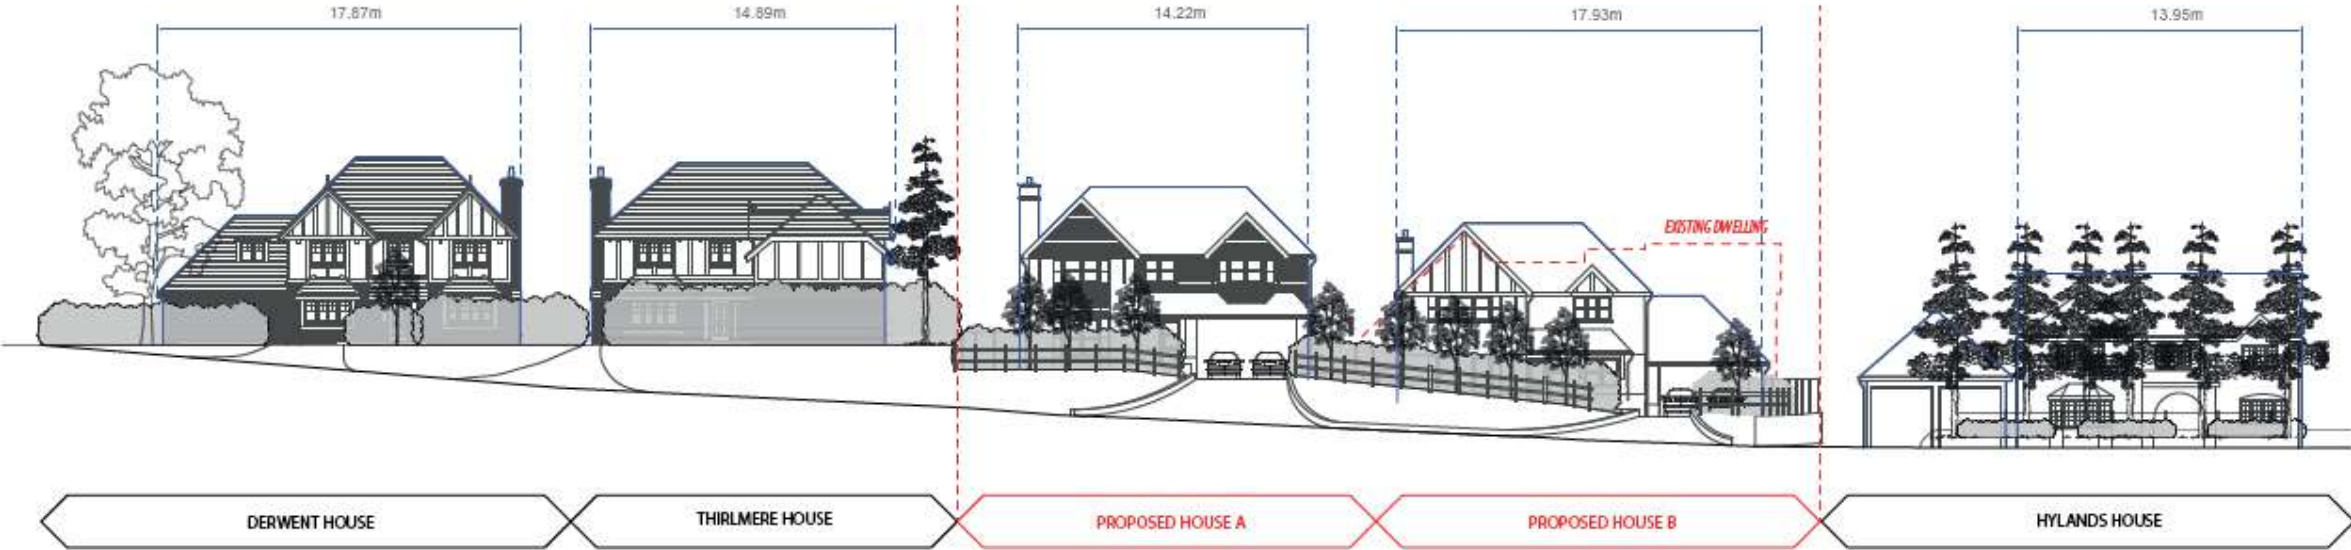 17.87m
14.89m
14.22m
17.93m
13.95m
EXISTING DWELLING
DERWENT HOUSE
THIRLMERE HOUSE
PROPOSED HOUSE A
PROPOSED HOUSE B
HYLANDS HOUSE